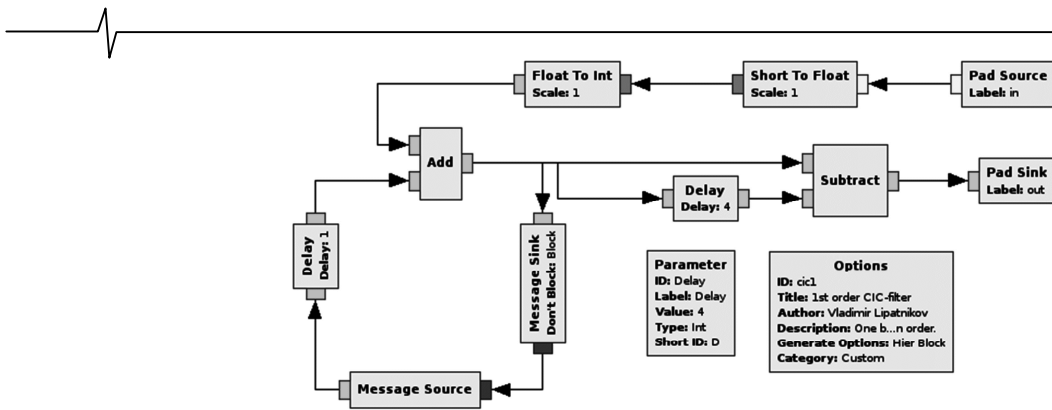 Float To Int
Scale: 1
Short To Float
Scale: 1
Pad Source
Label: in
Add
Subtract
Pad Sink
Label: out
Delay
Delay: 4
Delay
Delay: 1
Message Sink
Don't Block: Block
Message Source
Parameter
ID: Delay
Label: Delay
Value: 4
Type: Int
Short ID: D
Options
ID: cic1
Title: 1st order CIC-filter
Author: Vladimir Lipatnikov
Description: One b...n order.
Generate Options: Hier Block
Category: Custom